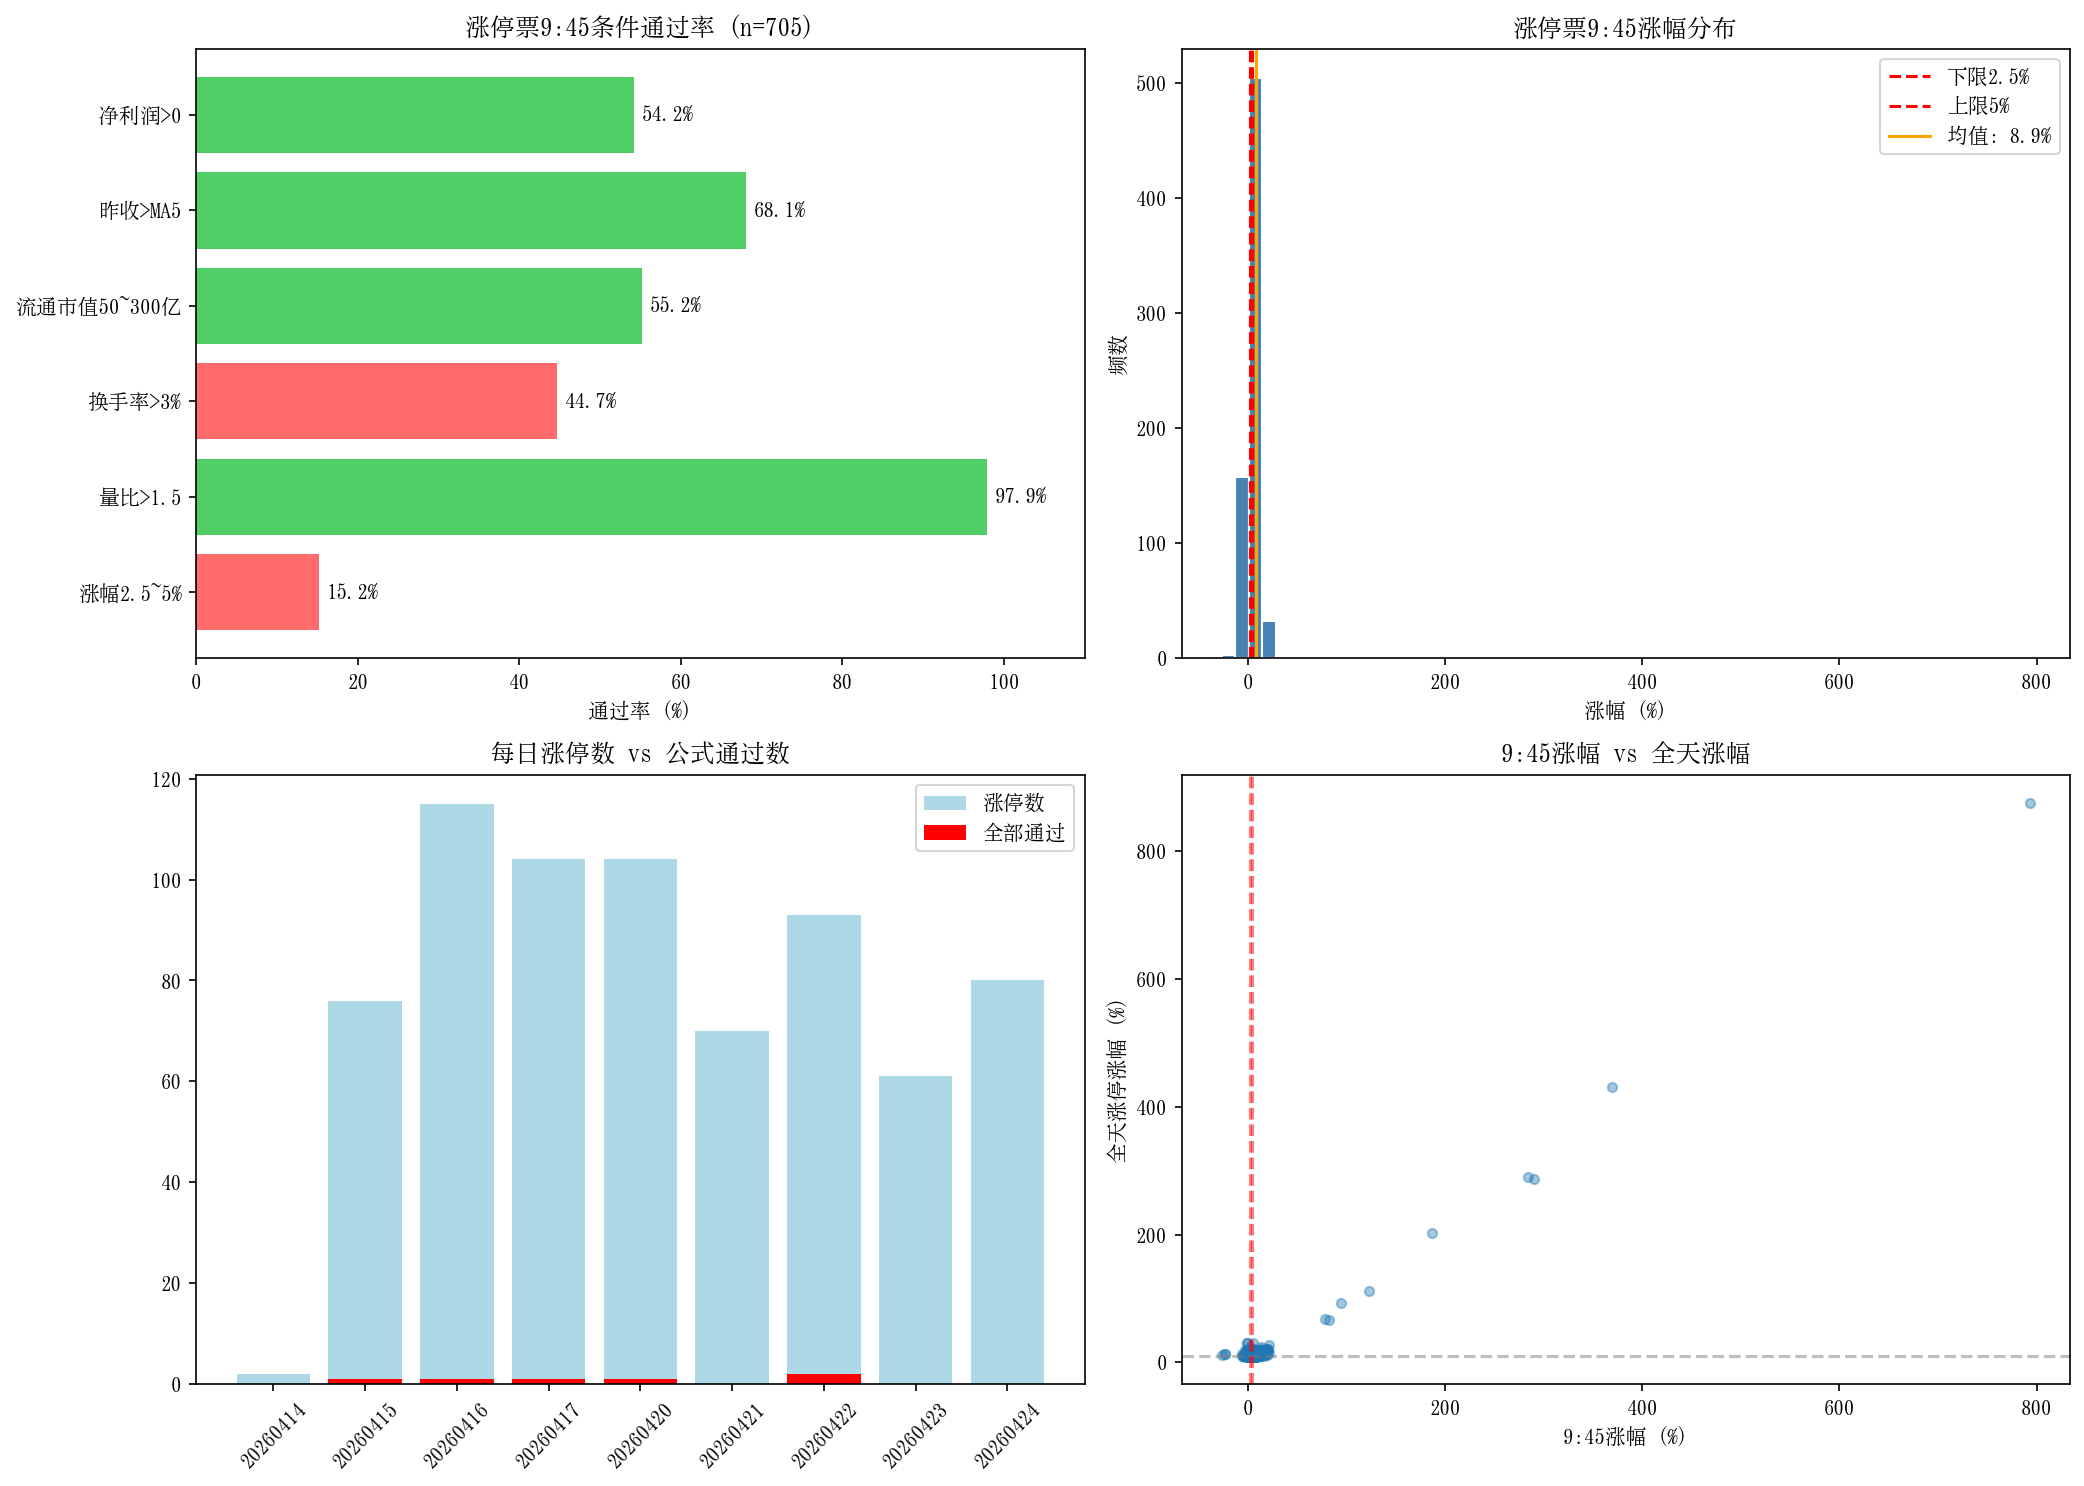 涨停票9:45条件通过率 (n=705)
净利润>0
54.2%
昨收>MA5
68.1%
流通市值50~300亿
55.2%
换手率>3%
44.7%
量比>1.5
97.9%
涨幅2.5~5%
15.2%
0 20 40 60 80 100
通过率 (%)
涨停票9:45涨幅分布
下限2.5%
上限5%
均值: 8.9%
500
400
300
200
100
0
频数
0 200 400 600 800
涨幅 (%)
每日涨停数 vs 公式通过数
涨停数
全部通过
120
100
80
60
40
20
0
20260414 20260415 20260416 20260417 20260420 20260421 20260422 20260423 20260424
9:45涨幅 vs 全天涨幅
800
600
400
200
0
全天涨停涨幅 (%)
0 200 400 600 800
9:45涨幅 (%)